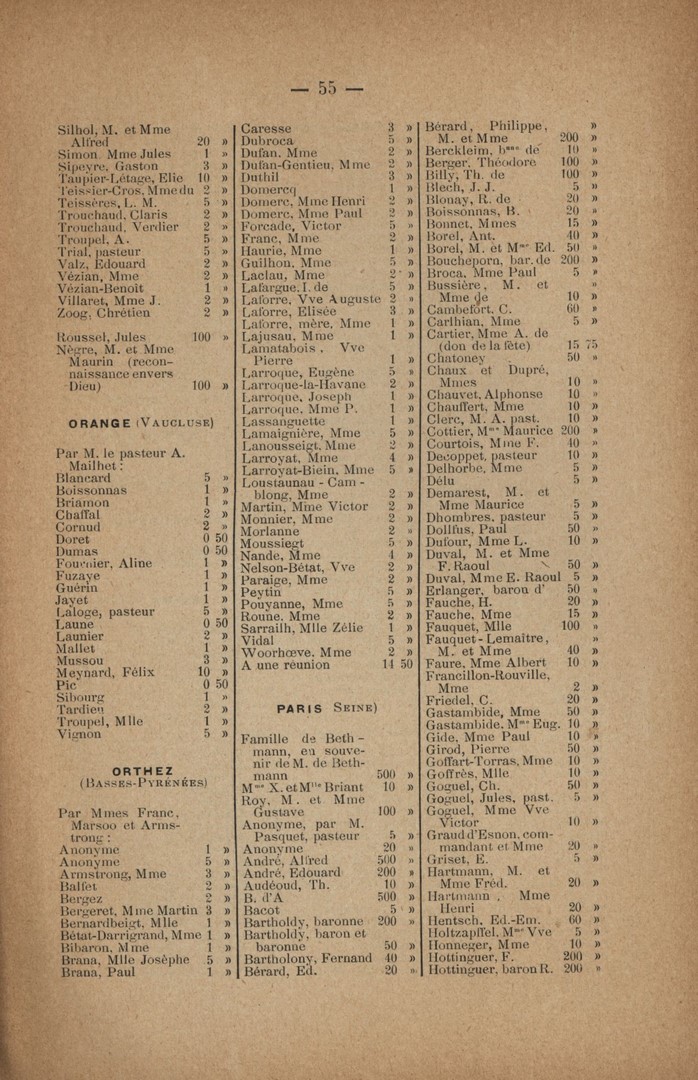 — 55 —
Silhol, M. et Mme
Alfred 20 »
Simon, Mme Jules 1 »
Sipeyre, Gaston 3 »
Taupier-Létage, Elie 10 »
Teissier-Cros, Mme du 2 »
Teissères, L. M. 5 »
Trouchaud, Claris 2 »
Trouchaud, Verdier 2 »
Troupel, A. 5 »
Trial, pasteur 5 »
Valz, Edouard 2 »
Vézian, Mme 2 »
Vézian-Benoît 1 »
Villaret, Mme J. 2 »
Zoog, Chrétien 2 »
Roussel, Jules 100 »
Nègre, M. et Mme
Maurin (recon-
naissance envers
Dieu) 100 »
ORANGE (VAUCLUSE)
Par M. le pasteur A.
Mailhet :
Blancard 5 »
Boissonnas 1 »
Briamon 1 »
Chaffal 2 »
Cornud 2 »
Doret 0 50
Dumas 0 50
Fournier, Aline 1 »
Fuzaye 1 »
Guérin 1 »
Jayet 1 »
Laloge, pasteur 5 »
Laune 0 50
Launier 2 »
Mallet 1 »
Mussou 3 »
Meynard, Félix 10 »
Pic 0 50
Sibourg 1 »
Tardieu 2 »
Troupel, Mlle 1 »
Vignon 5 »
ORTHEZ
(BASSES-PYRÉNÉES)
Par Mmes Franc,
Marsoo et Arms-
trong :
Anonyme 1 »
Anonyme 5 »
Armstrong, Mme 3 »
Balfet 2 »
Bergez 2 »
Bergeret, Mme Martin 3 »
Bernardbeigt, Mlle 1 »
Bétat-Darrigrand, Mme 1 »
Bibaron, Mme 1 »
Brana, Mlle Josèphe 5 »
Brana, Paul 1 »
Caresse 3 »
Dubroca 5 »
Dufan, Mme 2 »
Dufan-Gentieu, Mme 2 »
Duthil 3 »
Domercq 1 »
Domerc, Mme Henri 2 »
Domerc, Mme Paul 2 »
Forcade, Victor 5 »
Franc, Mme 2 »
Haurie, Mme 1 »
Guilhon, Mme 5 »
Laclau, Mme 2 »
Lafargue, I. de 5 »
Laforre, Vve Auguste 2 »
Laforre, Elisée 3 »
Laforre, mère, Mme 1 »
Lajusau, Mme 1 »
Lamatabois, Vve
Pierre 1 »
Larroque, Eugène 5 »
Larroque-la-Havane 2 »
Larroque, Joseph 1 »
Larroque, Mme P. 1 »
Lassanguette 1 »
Lamaignière, Mme 5 »
Lanousseigt, Mme 2 »
Larroyat, Mme 4 »
Larroyat-Biein, Mme 5 »
Loustaunau - Cam -
blong, Mme 2 »
Martin, Mme Victor 2 »
Monnier, Mme 2 »
Morlanne 2 »
Moussiegt 5 »
Nande, Mme 4 »
Nelson-Bétat, Vve 2 »
Paraige, Mme 2 »
Peytin 5 »
Pouyanne, Mme 5 »
Roune, Mme 2 »
Sarrailh, Mlle Zélie 1 »
Vidal 5 »
Woorhœve, Mme 2 »
A une réunion 14 50
PARIS SEINE)
Famille de Beth -
mann, en souve-
nir de M. de Beth-
mann 500 »
Mme X. et Mlle Briant 10 »
Roy, M. et Mme
Gustave 100 »
Anonyme, par M.
Pasquet, pasteur 5 »
Anonyme 20 »
André, Alfred 500 »
André, Edouard 200 »
Audéoud, Th. 10 »
B. d'A 500 »
Bacot 5 »
Bartholdy, baronne 200 »
Bartholdy, baron et
baronne 50 »
Bartholony, Fernand 40 »
Bérard, Ed. 20 »
Bérard, Philippe, »
M. et Mme 200 »
Berckleim, bonne de 10 »
Berger, Théodore 100 »
Billy, Th. de 100 »
Blech, J. J. 5 »
Blonay, R. de 20 »
Boissonnas, B. 20 »
Bonnet, Mmes 15 »
Borel, Ant. 40 »
Borel, M. et Mme Ed. 50 »
Boucheporn, bar. de 200 »
Broca, Mme Paul 5 »
Bussière, M. et »
Mme de 10 »
Cambefort, C. 60 »
Carlhian, Mme 5 »
Cartier, Mme A. de
(don de la fête) 15 75
Chatoney 50 »
Chaux et Dupré,
Mmes 10 »
Chauvet, Alphonse 10 »
Chauffert, Mme 10 »
Clerc, M. A. past. 10 »
Cottier, Mme Maurice 200 »
Courtois, Mme F. 40 »
Decoppet, pasteur 10 »
Delhorbe, Mme 5 »
Délu 5 »
Demarest, M. et
Mme Maurice 5 »
Dhombres, pasteur 5 »
Dollfus, Paul 50 »
Dufour, Mme L. 10 »
Duval, M. et Mme
F. Raoul 50 »
Duval, Mme E. Raoul 5 »
Erlanger, baron d' 50 »
Fauche, H. 20 »
Fauche, Mme 15 »
Fauquet, Mlle 100 »
Fauquet - Lemaître, »
M. et Mme 40 »
Faure, Mme Albert 10 »
Francillon-Rouville,
Mme 2 »
Friedel, C. 20 »
Gastambide, Mme 50 »
Gastambide, Mme Eug. 10 »
Gide, Mme Paul 10 »
Girod, Pierre 50 »
Goffart-Torras, Mme 10 »
Goffrès, Mlle 10 »
Goguel, Ch. 50 »
Goguel, Jules, past. 5 »
Goguel, Mme Vve
Victor 10 »
Graud d'Esnon, com-
mandant et Mme 20 »
Griset, E. 5 »
Hartmann, M. et
Mme Fréd. 20 »
Hartmann, Mme
Henri 20 »
Hentsch, Ed.-Em. 60 »
Holtzapffel, Mme Vve 5 »
Honneger, Mme 10 »
Hottinguer, F. 200 »
Hottinguer, baron R. 200 »